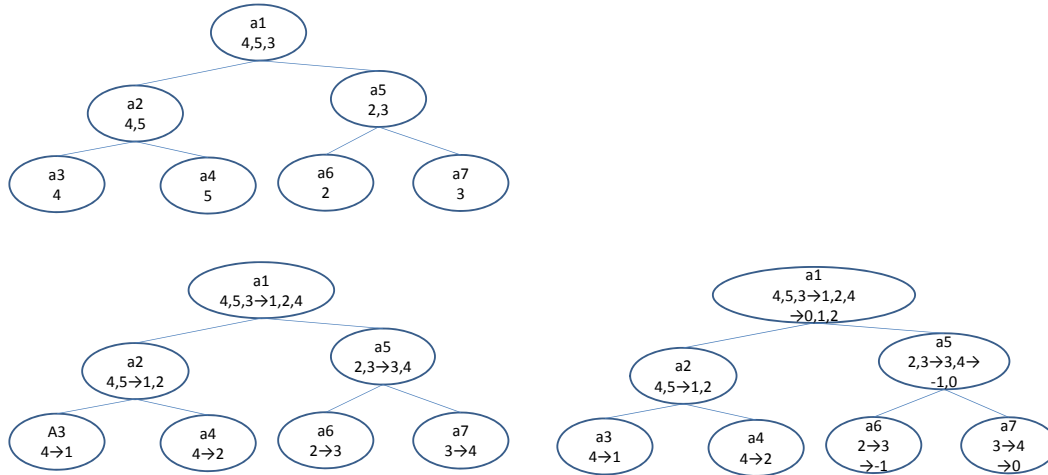 a1
4,5,3
a2
4,5
a5
2,3
a3
4
a4
5
a6
2
a7
3
a1
4,5,3→1,2,4
a2
4,5→1,2
a5
2,3→3,4
A3
4→1
a4
4→2
a6
2→3
a7
3→4
a1
4,5,3→1,2,4
→0,1,2
a2
4,5→1,2
a5
2,3→3,4→
-1,0
a3
4→1
a4
4→2
a6
2→3
→-1
a7
3→4
→0